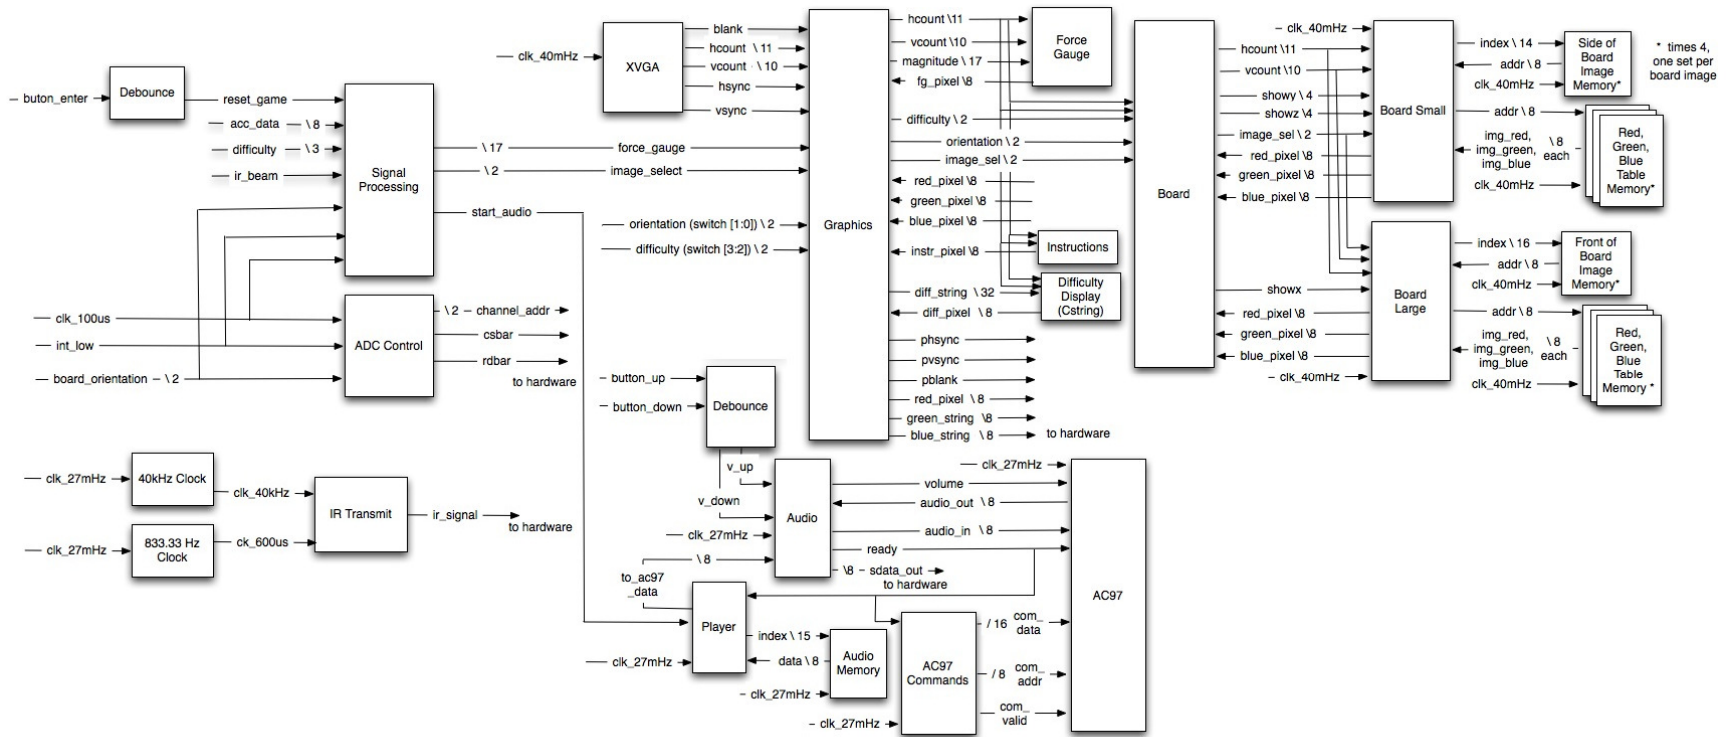 buton_enter
Debounce
reset_game
acc_data \ 8
difficulty \ 3
ir_beam
Signal
Processing
\ 17 force_gauge
\ 2 image_select
start_audio
clk_100us
int_low
board_orientation – \ 2
ADC Control
\ 2 – channel_addr
csbar
rdbar
to hardware
clk_27mHz
40kHz Clock
clk_40kHz
clk_27mHz
833.33 Hz
Clock
ck_600us
IR Transmit
ir_signal
to hardware
clk_40mHz
XVGA
blank
hcount \ 11
vcount \ 10
hsync
vsync
orientation (switch [1:0]) \ 2
difficulty (switch [3:2]) \ 2
Graphics
hcount \11
vcount \10
magnitude \ 17
fg_pixel \8
difficulty \ 2
orientation \ 2
image_sel \ 2
red_pixel \8
green_pixel \8
blue_pixel \8
instr_pixel \8
diff_string \ 32
diff_pixel \ 8
phsync
pvsync
pblank
red_pixel \ 8
green_string \8
blue_string \ 8
to hardware
Force
Gauge
Instructions
Difficulty
Display
(Cstring)
Board
clk_40mHz
hcount \11
vcount \10
showy \ 4
showz \ 4
image_sel \ 2
red_pixel \8
green_pixel \8
blue_pixel \8
Board Small
index \ 14
addr \ 8
clk_40mHz
Side of
Board
Image
Memory*
* times 4,
one set per
board image
addr \ 8
img_red,
img_green,
img_blue
\ 8
each
clk_40mHz
Red,
Green,
Blue
Table
Memory*
showx
red_pixel \8
green_pixel \8
blue_pixel \8
clk_40mHz
Board
Large
index \ 16
addr \ 8
clk_40mHz
Front of
Board
Image
Memory*
addr \ 8
img_red,
img_green,
img_blue
\ 8
each
clk_40mHz
Red,
Green,
Blue
Table
Memory *
button_up
button_down
Debounce
v_up
v_down
clk_27mHz
\ 8
to_ac97
_data
Audio
clk_27mHz
volume
audio_out \ 8
audio_in \ 8
ready
\8 – sdata_out
to hardware
AC97
Player
clk_27mHz
index \ 15
data \ 8
clk_27mHz
Audio
Memory
clk_27mHz
AC97
Commands
/ 16 com_
data
/ 8 com_
addr
com_
valid